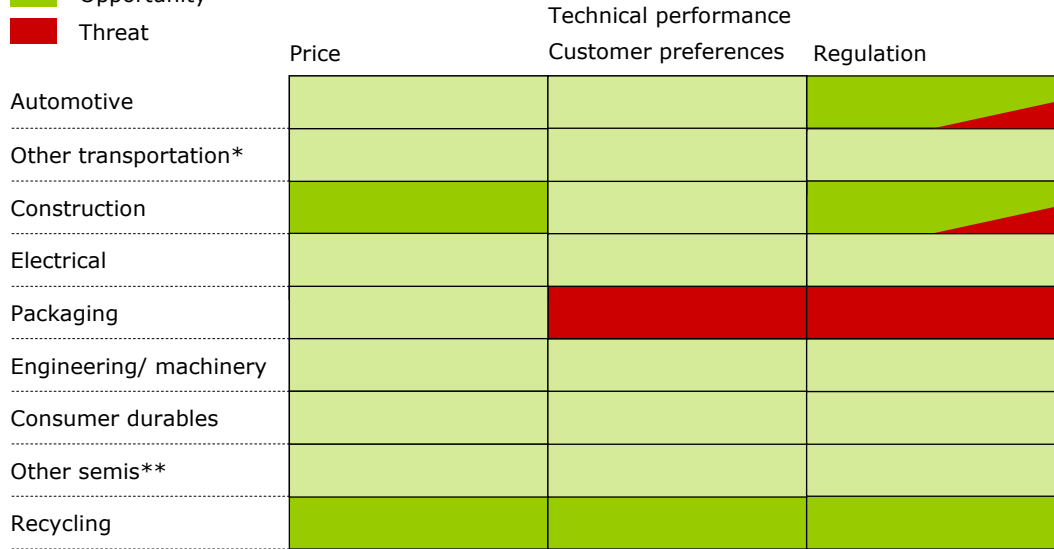 Opportunity
Threat
Technical performance
Price
Customer preferences
Regulation
Automotive
Other transportation*
Construction
Electrical
Packaging
Engineering/ machinery
Consumer durables
Other semis**
Recycling